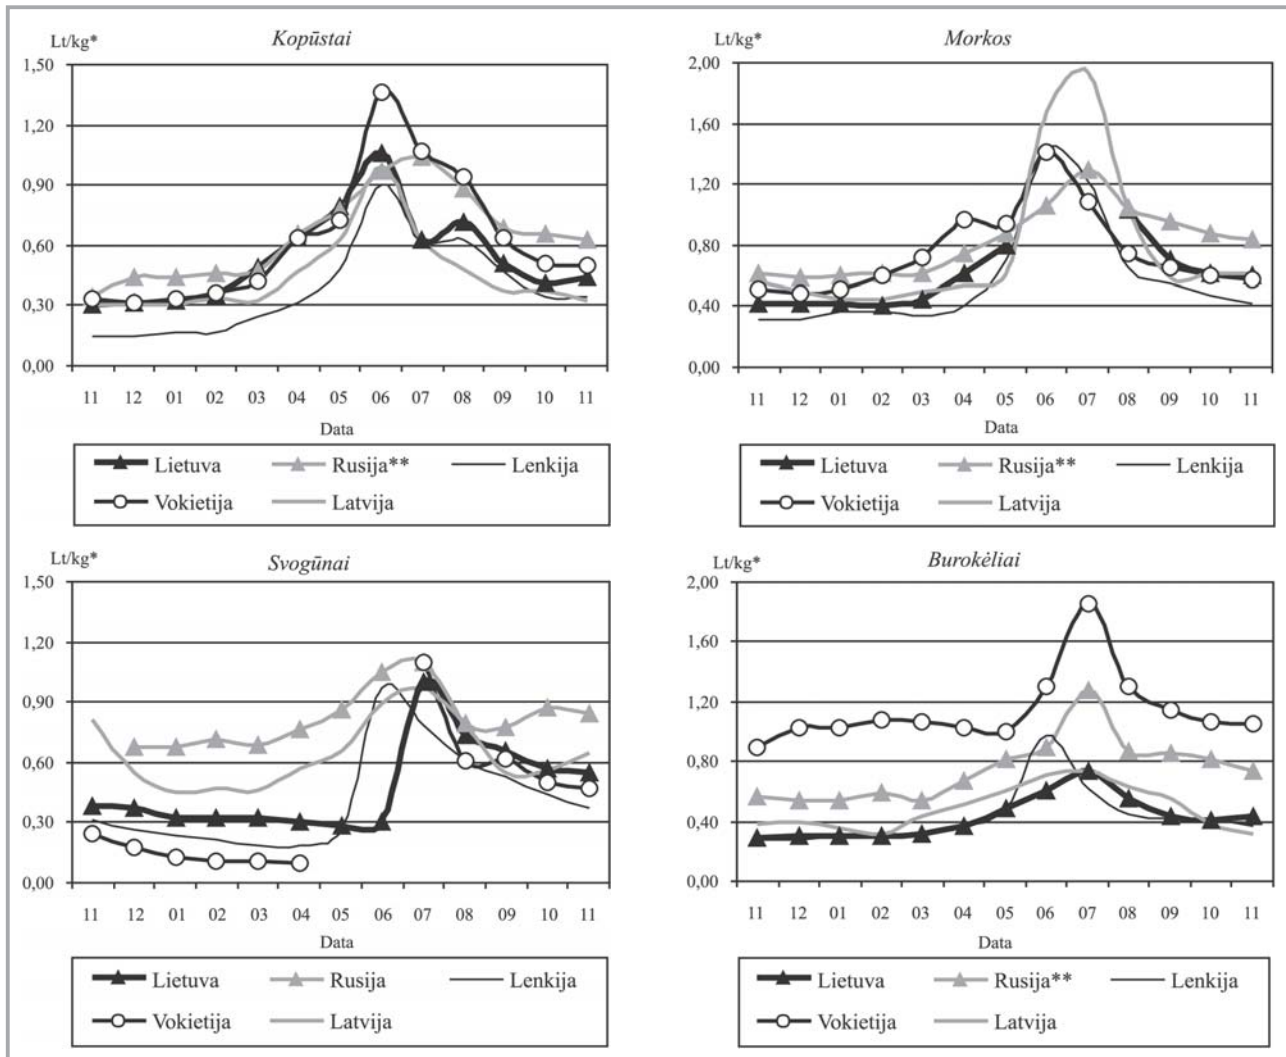 Lt/kg* Kopūstai
1,50
1,20
0,90
0,60
0,30
0,00
11 12 01 02 03 04 05 06 07 08 09 10 11
Data
Lietuva Rusija** Lenkija
Vokietija Latvija
Lt/kg* Morkos
2,00
1,60
1,20
0,80
0,40
0,00
11 12 01 02 03 04 05 06 07 08 09 10 11
Data
Lietuva Rusija** Lenkija
Vokietija Latvija
Lt/kg* Svogūnai
1,50
1,20
0,90
0,60
0,30
0,00
11 12 01 02 03 04 05 06 07 08 09 10 11
Data
Lietuva Rusija Lenkija
Vokietija Latvija
Lt/kg* Burokėliai
2,00
1,60
1,20
0,80
0,40
0,00
11 12 01 02 03 04 05 06 07 08 09 10 11
Data
Lietuva Rusija** Lenkija
Vokietija Latvija